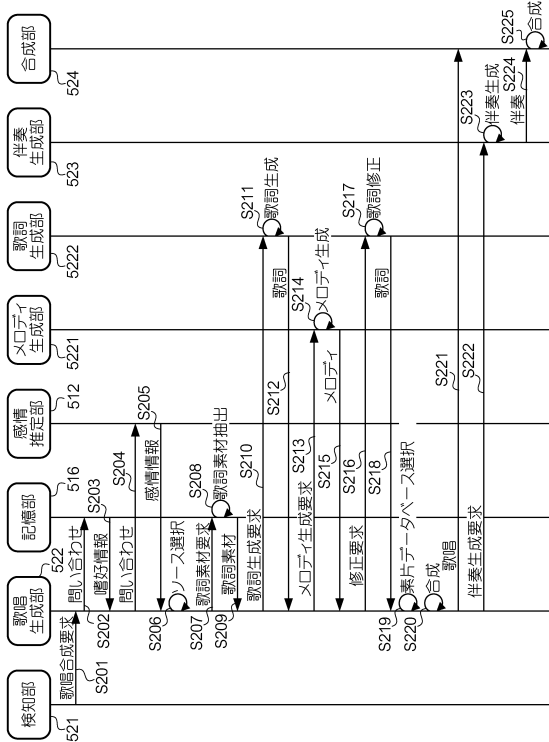 検知部
521
歌唱
生成部
522
記憶部
516
感情
推定部
512
メロディ
生成部
5221
歌詞
生成部
5222
伴奏
生成部
523
合成部
524
歌唱合成要求
S201
問い合わせ
S202
嗜好情報
S203
問い合わせ
S204
感情情報
S205
S206
ソース選択
歌詞素材要求
S207
S208
歌詞素材抽出
歌詞素材
S209
歌詞生成要求
S210
S211
歌詞生成
歌詞
S212
メロディ生成要求
S213
S214
メロディ生成
メロディ
S215
修正要求
S216
S217
歌詞修正
歌詞
S218
S219
素片データベース選択
S220
合成
歌唱
S221
伴奏生成要求
S222
S223
伴奏生成
伴奏
S224
S225
合成